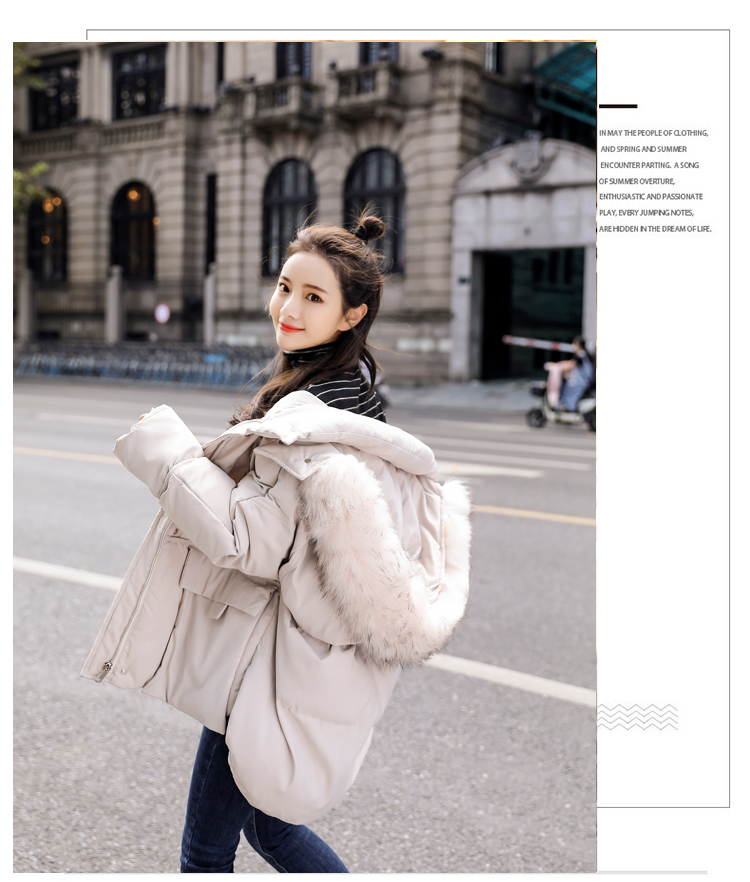 IN MAY THE PEOPLE OF CLOTHING,
AND SPRING AND SUMMER
ENCOUNTER PARTING. A SONG
OF SUMMER OVERTURE,
ENTHUSIASTIC AND PASSIONATE
PLAY, EVERY JUMPING NOTES,
ARE HIDDEN IN THE DREAM OF LIFE.